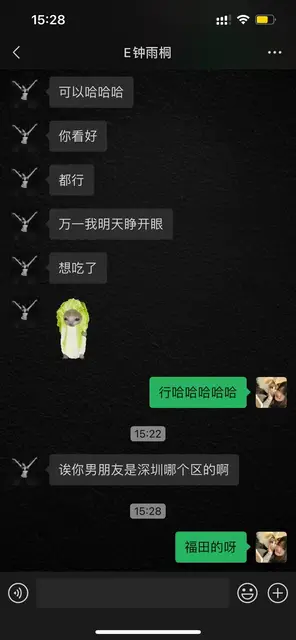 15:28
E钟雨桐
可以哈哈哈
你看好
都行
万一我明天睁开眼
想吃了
行哈哈哈哈哈
15:22
诶你男朋友是深圳哪个区的啊
15:28
福田的呀